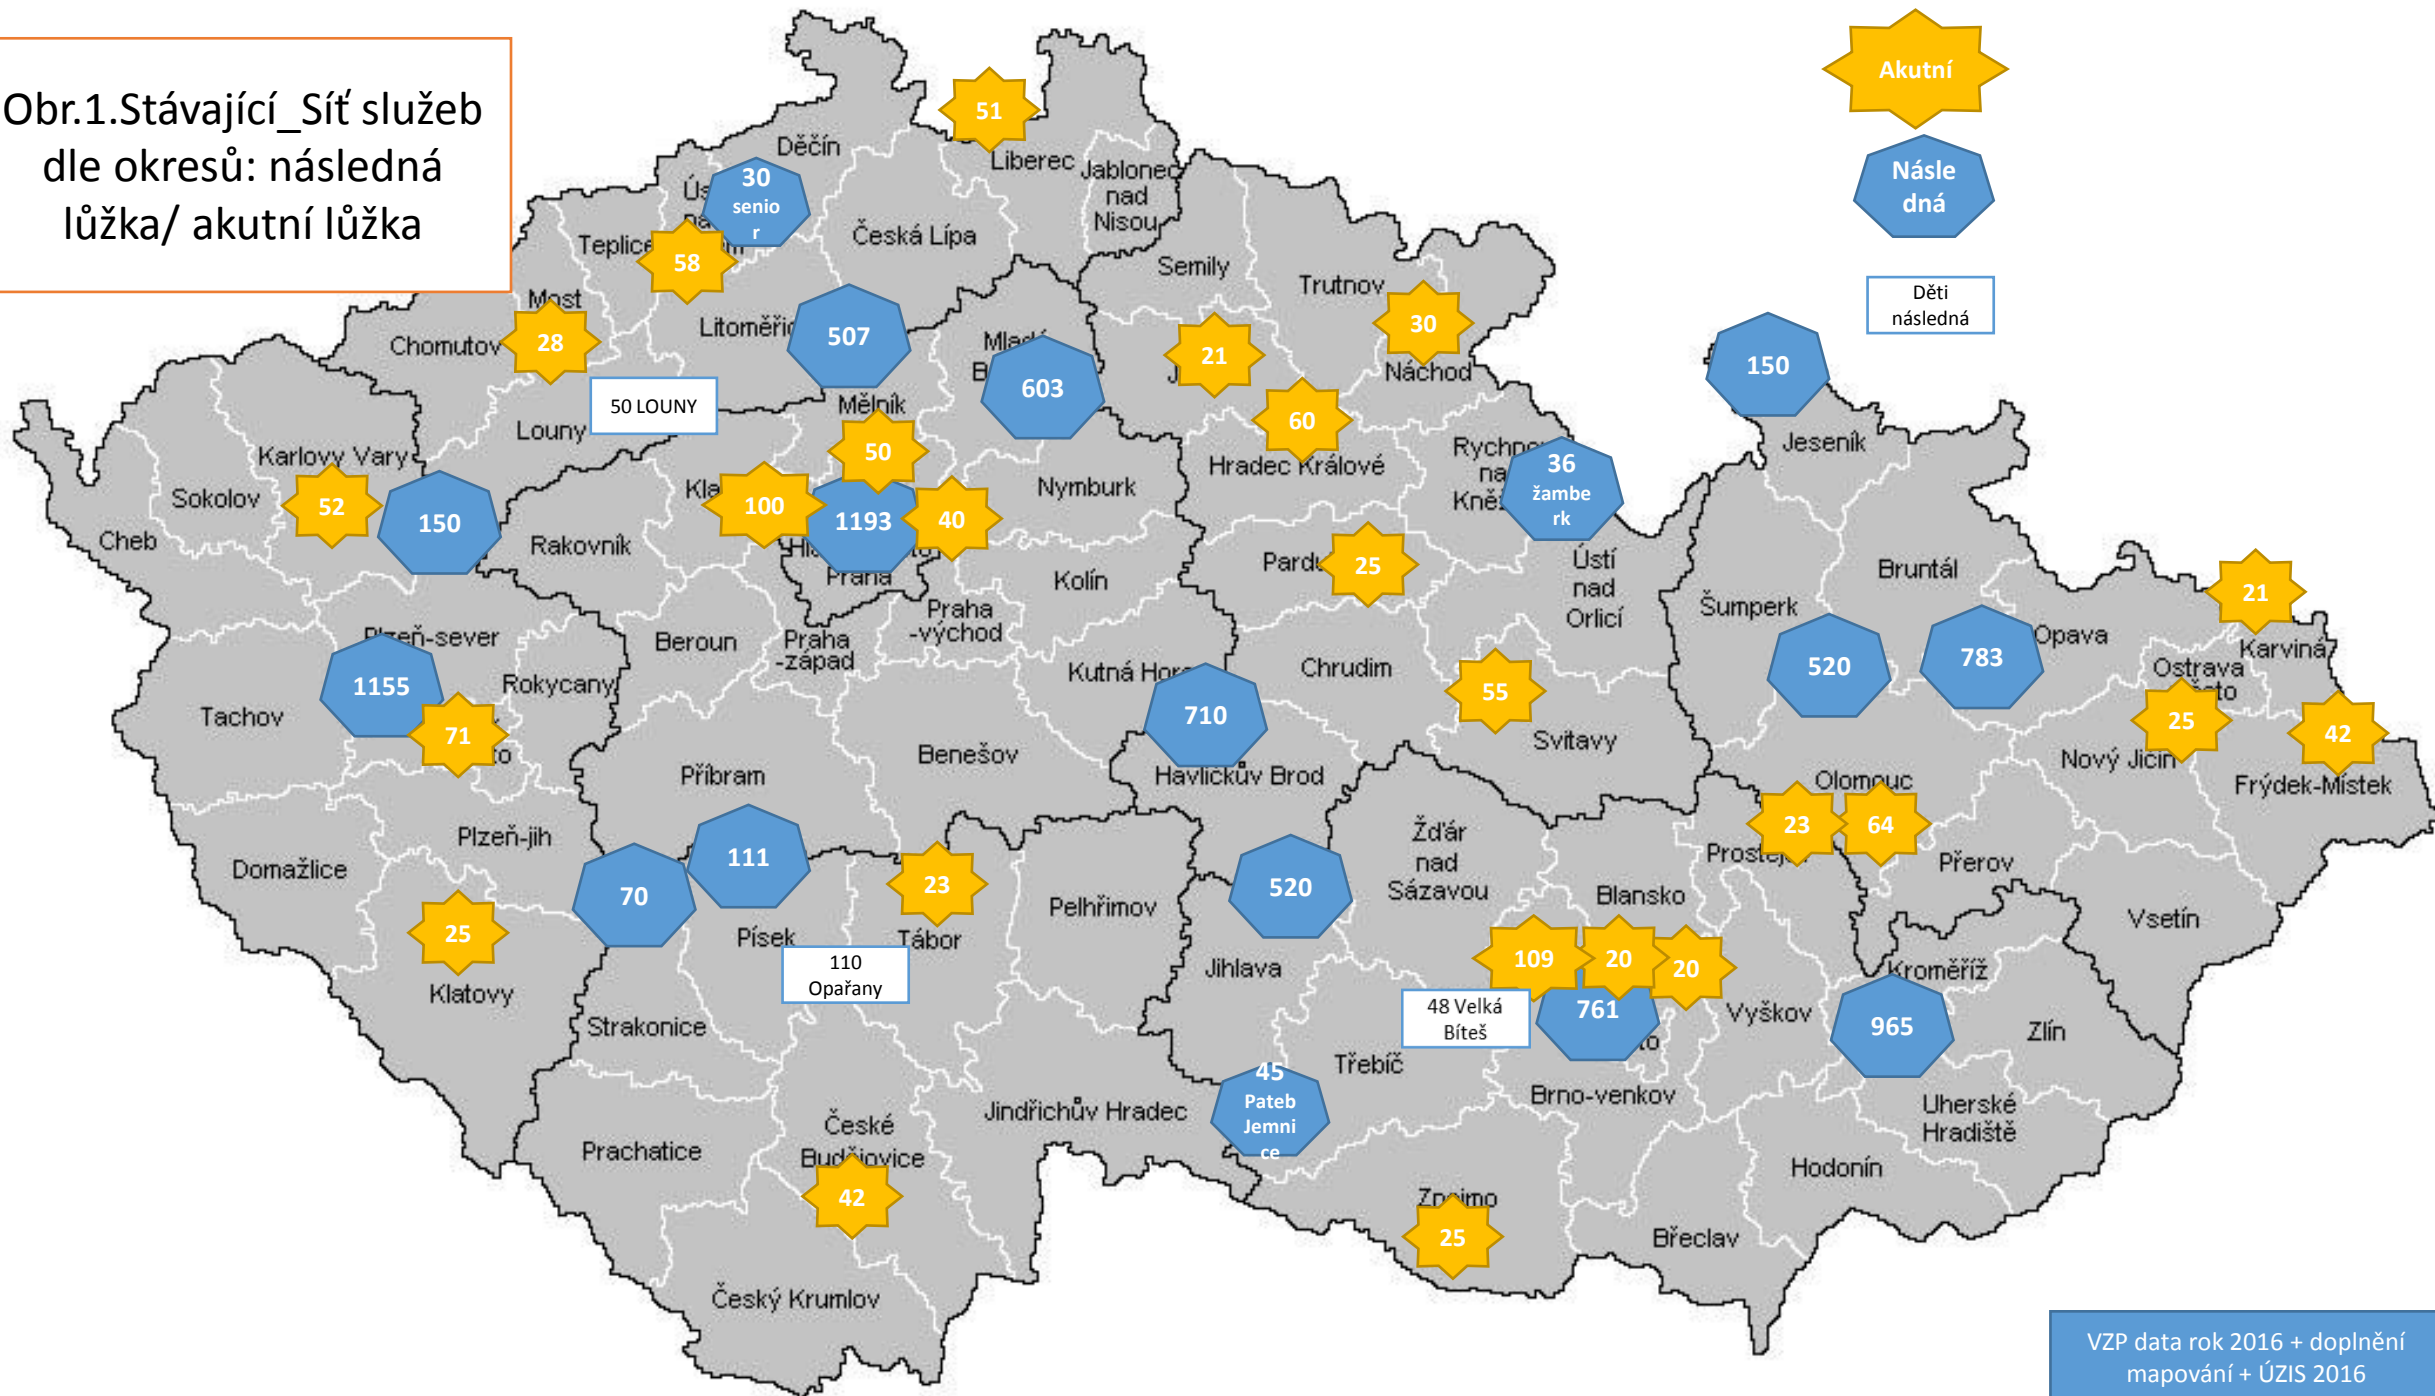 Obr.1.Stávající_Síť služeb
dle okresů: následná
lůžka/ akutní lůžka
Akutní
Násle
dná
Děti
následná
51
Děčín
Liberec
Jablonec
nad
Nisou
30
senio
r
Teplice
58
Česká Lípa
Semily
Trutnov
30
Náchod
Most
28
Chomutov
Litoměřic
507
603
21
60
Hradec Králové
150
Jeseník
50 LOUNY
Louny
Mělník
50
Karlovy Vary
52
150
Sokolov
Cheb
100
1193
40
Praha
Nymburk
Rakovník
Kolín
36
žambe
rk
25
Ústí
nad
Orlicí
Šumperk
Bruntál
21
Karviná
Opava
Ostrava
25
42
Frýdek-Místek
Nový Jičín
520
783
Plzeň-sever
1155
71
Rokycany
Tachov
Beroun
Praha
-západ
Praha
-východ
Kutná Hora
710
Havlíčkův Brod
Chrudim
55
Svitavy
Příbram
Benešov
Olomouc
23
64
Přerov
Plzeň-jih
Domažlice
25
Klatovy
70
111
Písek
23
Tábor
110
Opařany
Pelhřimov
520
Jihlava
Žďár
nad
Sázavou
Blansko
109
20
20
761
48 Velká
Bíteš
Vyškov
Kroměříž
965
Zlín
Vsetín
Strakonice
Třebíč
45
Pateb
Jemni
ce
Brno-venkov
Uherské
Hradiště
Hodonín
Prachatice
České
Budějovice
42
Jindřichův Hradec
Znojmo
25
Břeclav
Český Krumlov
VZP data rok 2016 + doplnění
mapování + ÚZIS 2016